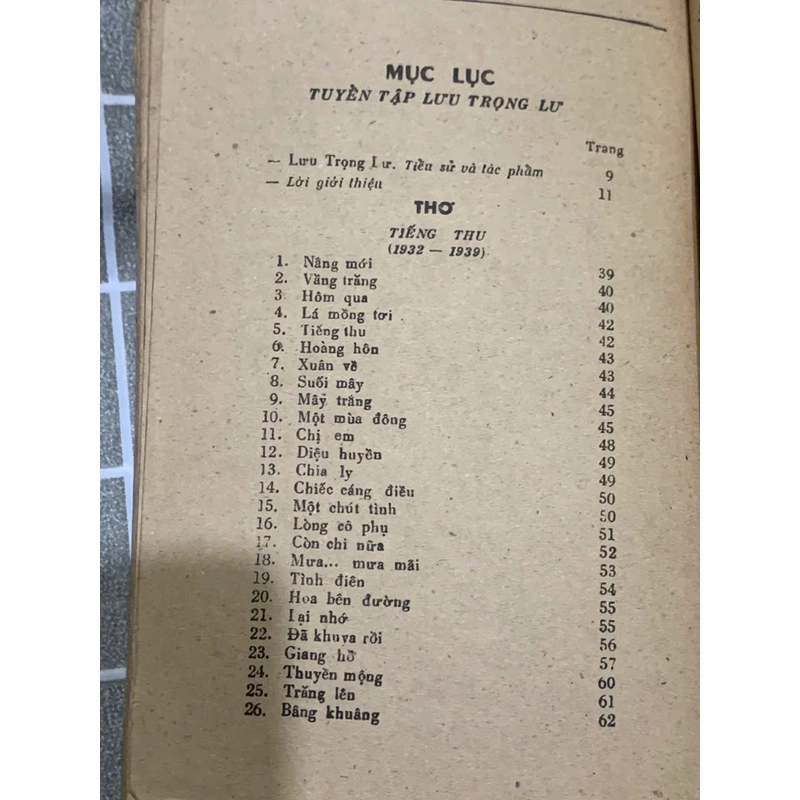 MỤC LỤC
TUYỂN TẬP LƯU TRỌNG LƯ
Trang
— Lưu Trọng Lư. Tiểu sử và tác phẩm 9
— Lời giới thiệu 11
THƠ
TIẾNG THU
(1932 — 1939)
1. Nắng mới 39
2. Vầng trăng 40
3 Hôm qua 40
4. Lá mồng tơi 42
5. Tiếng thu 42
6. Hoàng hôn 43
7. Xuân về 43
8. Suối mây 44
9. Mây trắng 45
10. Một mùa đông 45
11. Chị em 48
12. Diệu huyền 49
13. Chia ly 49
14. Chiếc cáng điều 50
15. Một chút tình 50
16. Lòng cô phụ 51
17. Còn chi nữa 52
18. Mưa... mưa mãi 53
19. Tình điên 54
20. Hoa bên đường 55
21. Lại nhớ 55
22. Đã khuya rồi 56
23. Giang hồ 57
24. Thuyền mộng 60
25. Trăng lên 61
26. Bâng khuâng 62